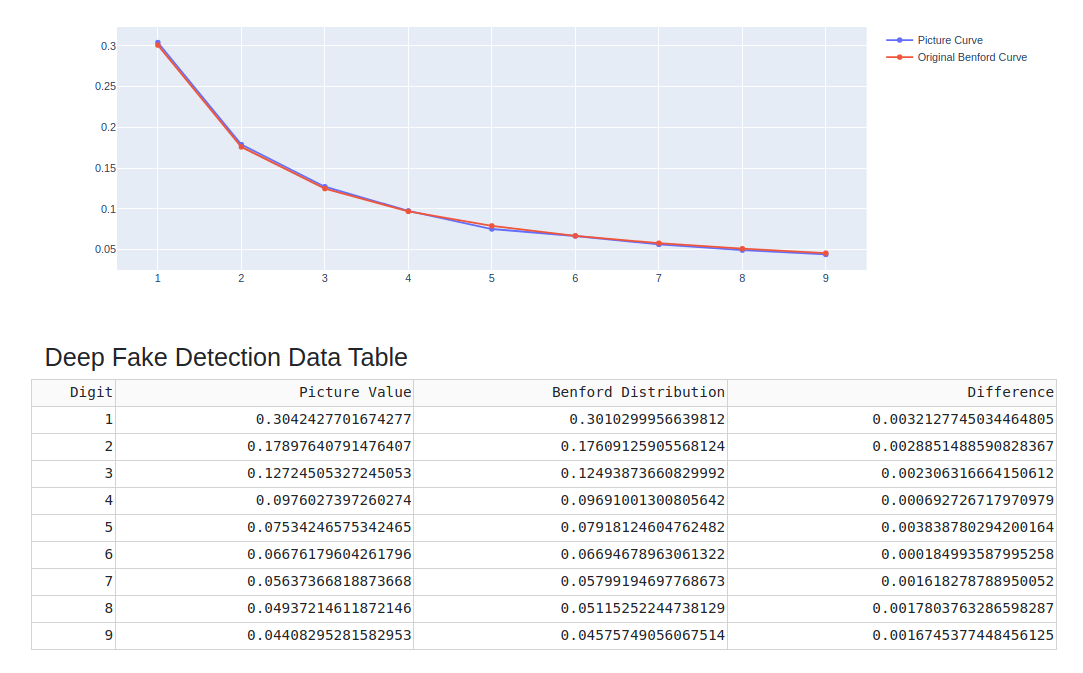 0.3
0.25
0.2
0.15
0.1
0.05
1 2 3 4 5 6 7 8 9
Picture Curve
Original Benford Curve
Deep Fake Detection Data Table
Digit Picture Value Benford Distribution Difference
1 0.3042427701674277 0.3010299956639812 0.0032127745034464805
2 0.17897640791476407 0.17609125905568124 0.0028851488590828367
3 0.12724505327245053 0.12493873660829992 0.002306316664150612
4 0.0976027397260274 0.09691001300805642 0.000692726717970979
5 0.07534246575342465 0.07918124604762482 0.003838780294200164
6 0.06676179604261796 0.06694678963061322 0.000184993587995258
7 0.05637366818873668 0.05799194697768673 0.001618278788950052
8 0.04937214611872146 0.05115252244738129 0.0017803763286598287
9 0.04408295281582953 0.04575749056067514 0.0016745377448456125